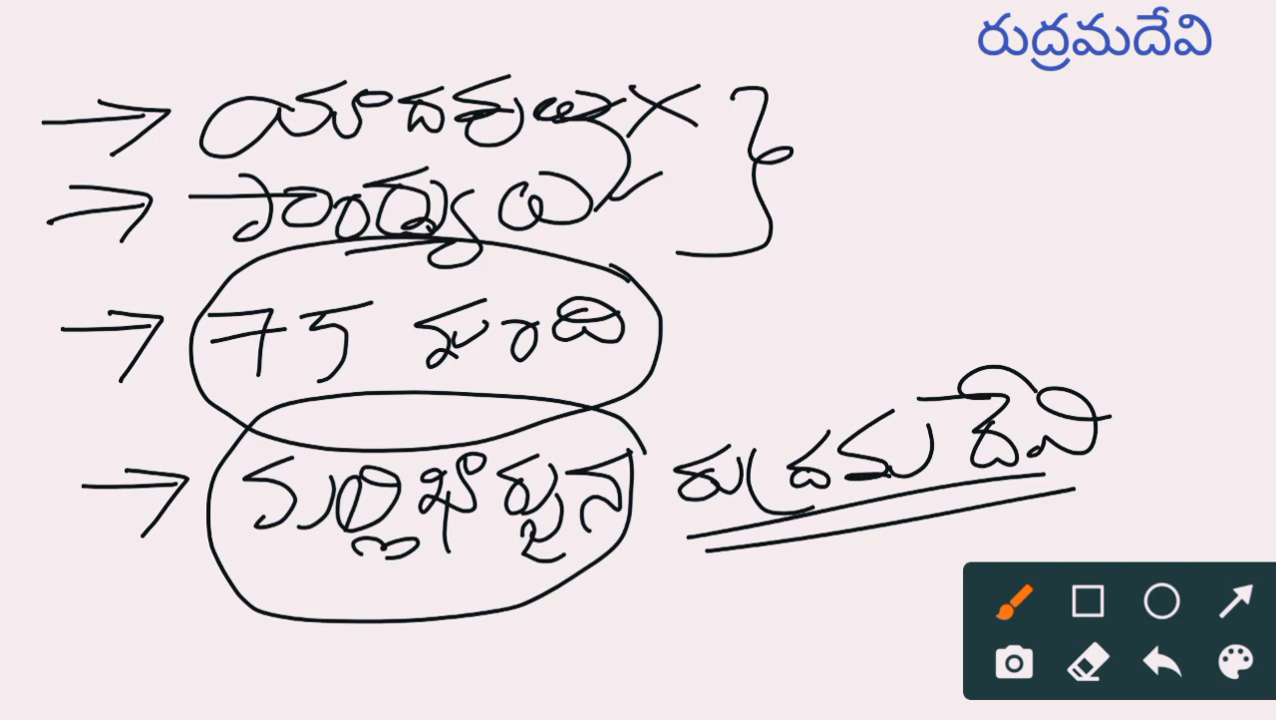 రుద్రమదేవి
→ యాదవులు ×
→ పాండ్యులు
→ 75 మంది
→ మల్లిఖార్జున రుద్రమదేవి